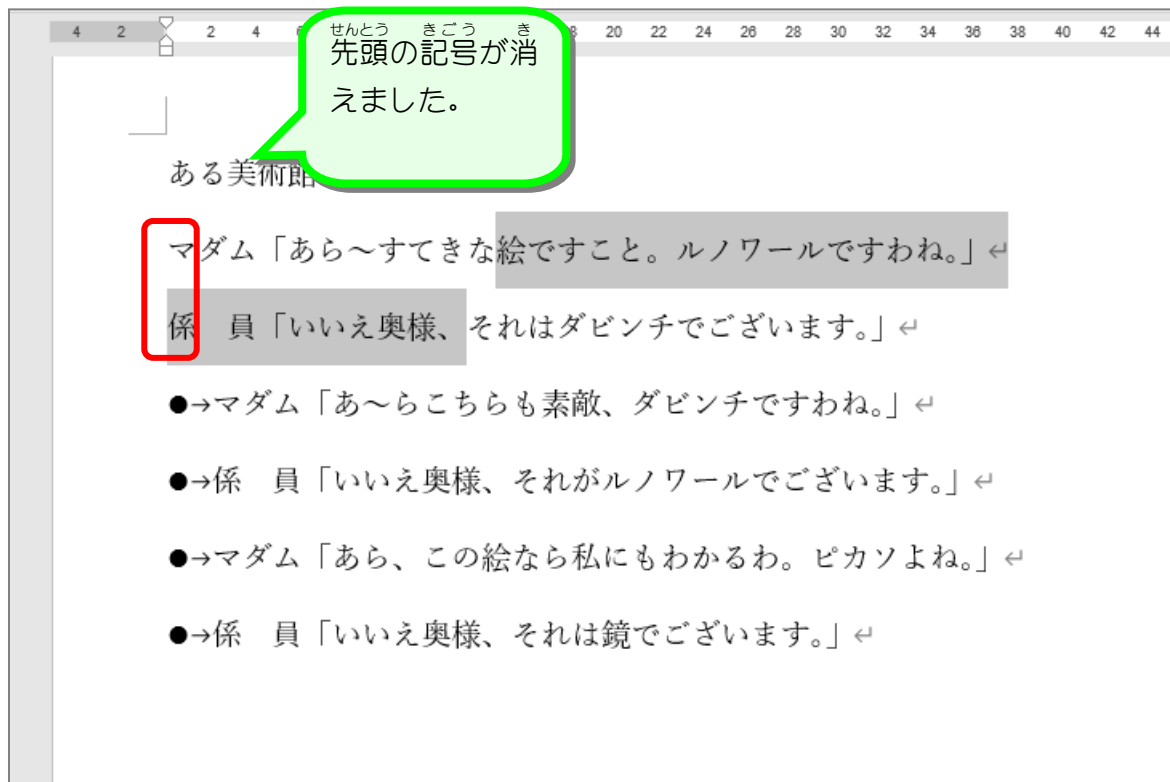 4 2 2 4 20 22 24 26 28 30 32 34 36 38 40 42 44
せんとう きごう き
先頭の記号が消
えました。
ある美術館
マダム「あら～すてきな絵ですこと。ルノワールですわね。」↵
係　員「いいえ奥様、それはダビンチでございます。」↵
●→マダム「あ～らこちらも素敵、ダビンチですわね。」↵
●→係　員「いいえ奥様、それがルノワールでございます。」↵
●→マダム「あら、この絵なら私にもわかるわ。ピカソよね。」↵
●→係　員「いいえ奥様、それは鏡でございます。」↵